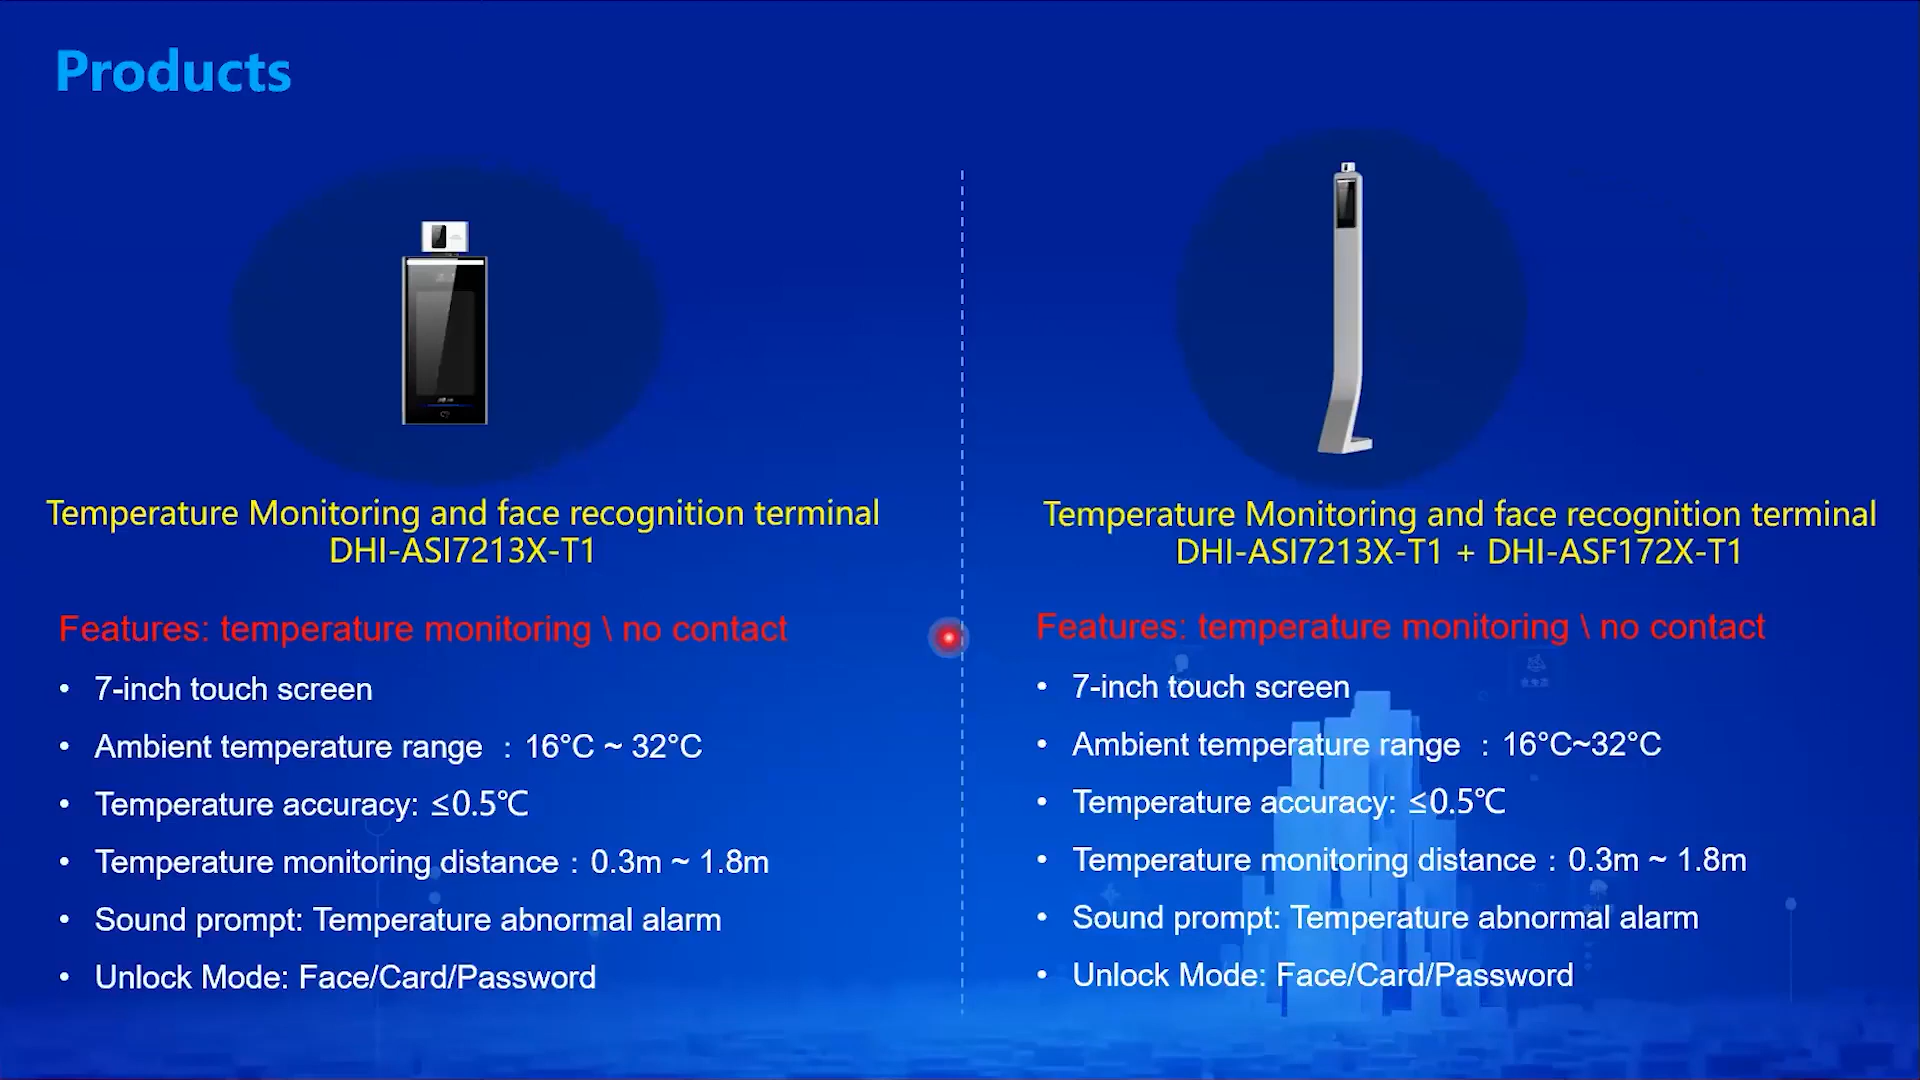 Products
Temperature Monitoring and face recognition terminal
DHI-ASI7213X-T1
Features: temperature monitoring \ no contact
• 7-inch touch screen
• Ambient temperature range ：16°C ~ 32°C
• Temperature accuracy: ≤0.5℃
• Temperature monitoring distance：0.3m ~ 1.8m
• Sound prompt: Temperature abnormal alarm
• Unlock Mode: Face/Card/Password
Temperature Monitoring and face recognition terminal
DHI-ASI7213X-T1 + DHI-ASF172X-T1
Features: temperature monitoring \ no contact
• 7-inch touch screen
• Ambient temperature range ：16°C~32°C
• Temperature accuracy: ≤0.5℃
• Temperature monitoring distance：0.3m ~ 1.8m
• Sound prompt: Temperature abnormal alarm
• Unlock Mode: Face/Card/Password